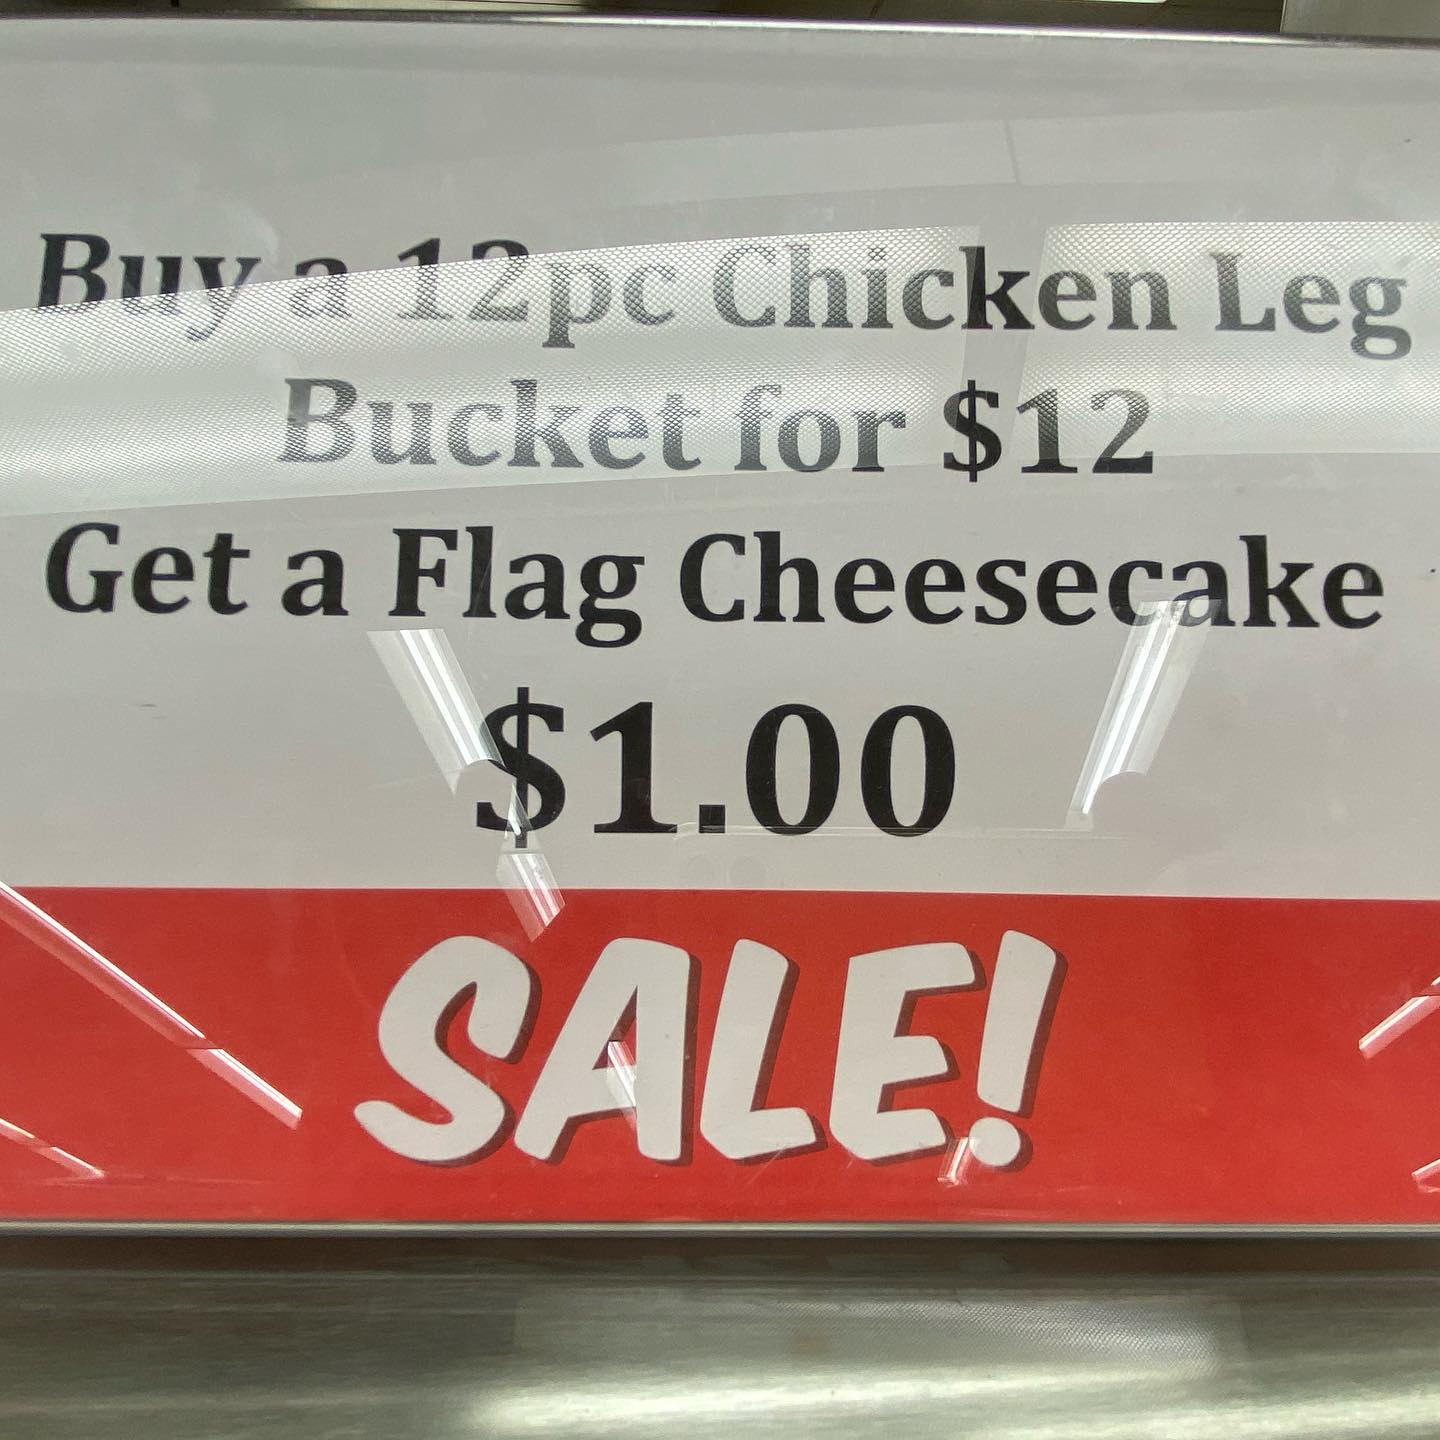 Buy a 12pc Chicken Leg
Bucket for $12
Get a Flag Cheesecake
$1.00
SALE!